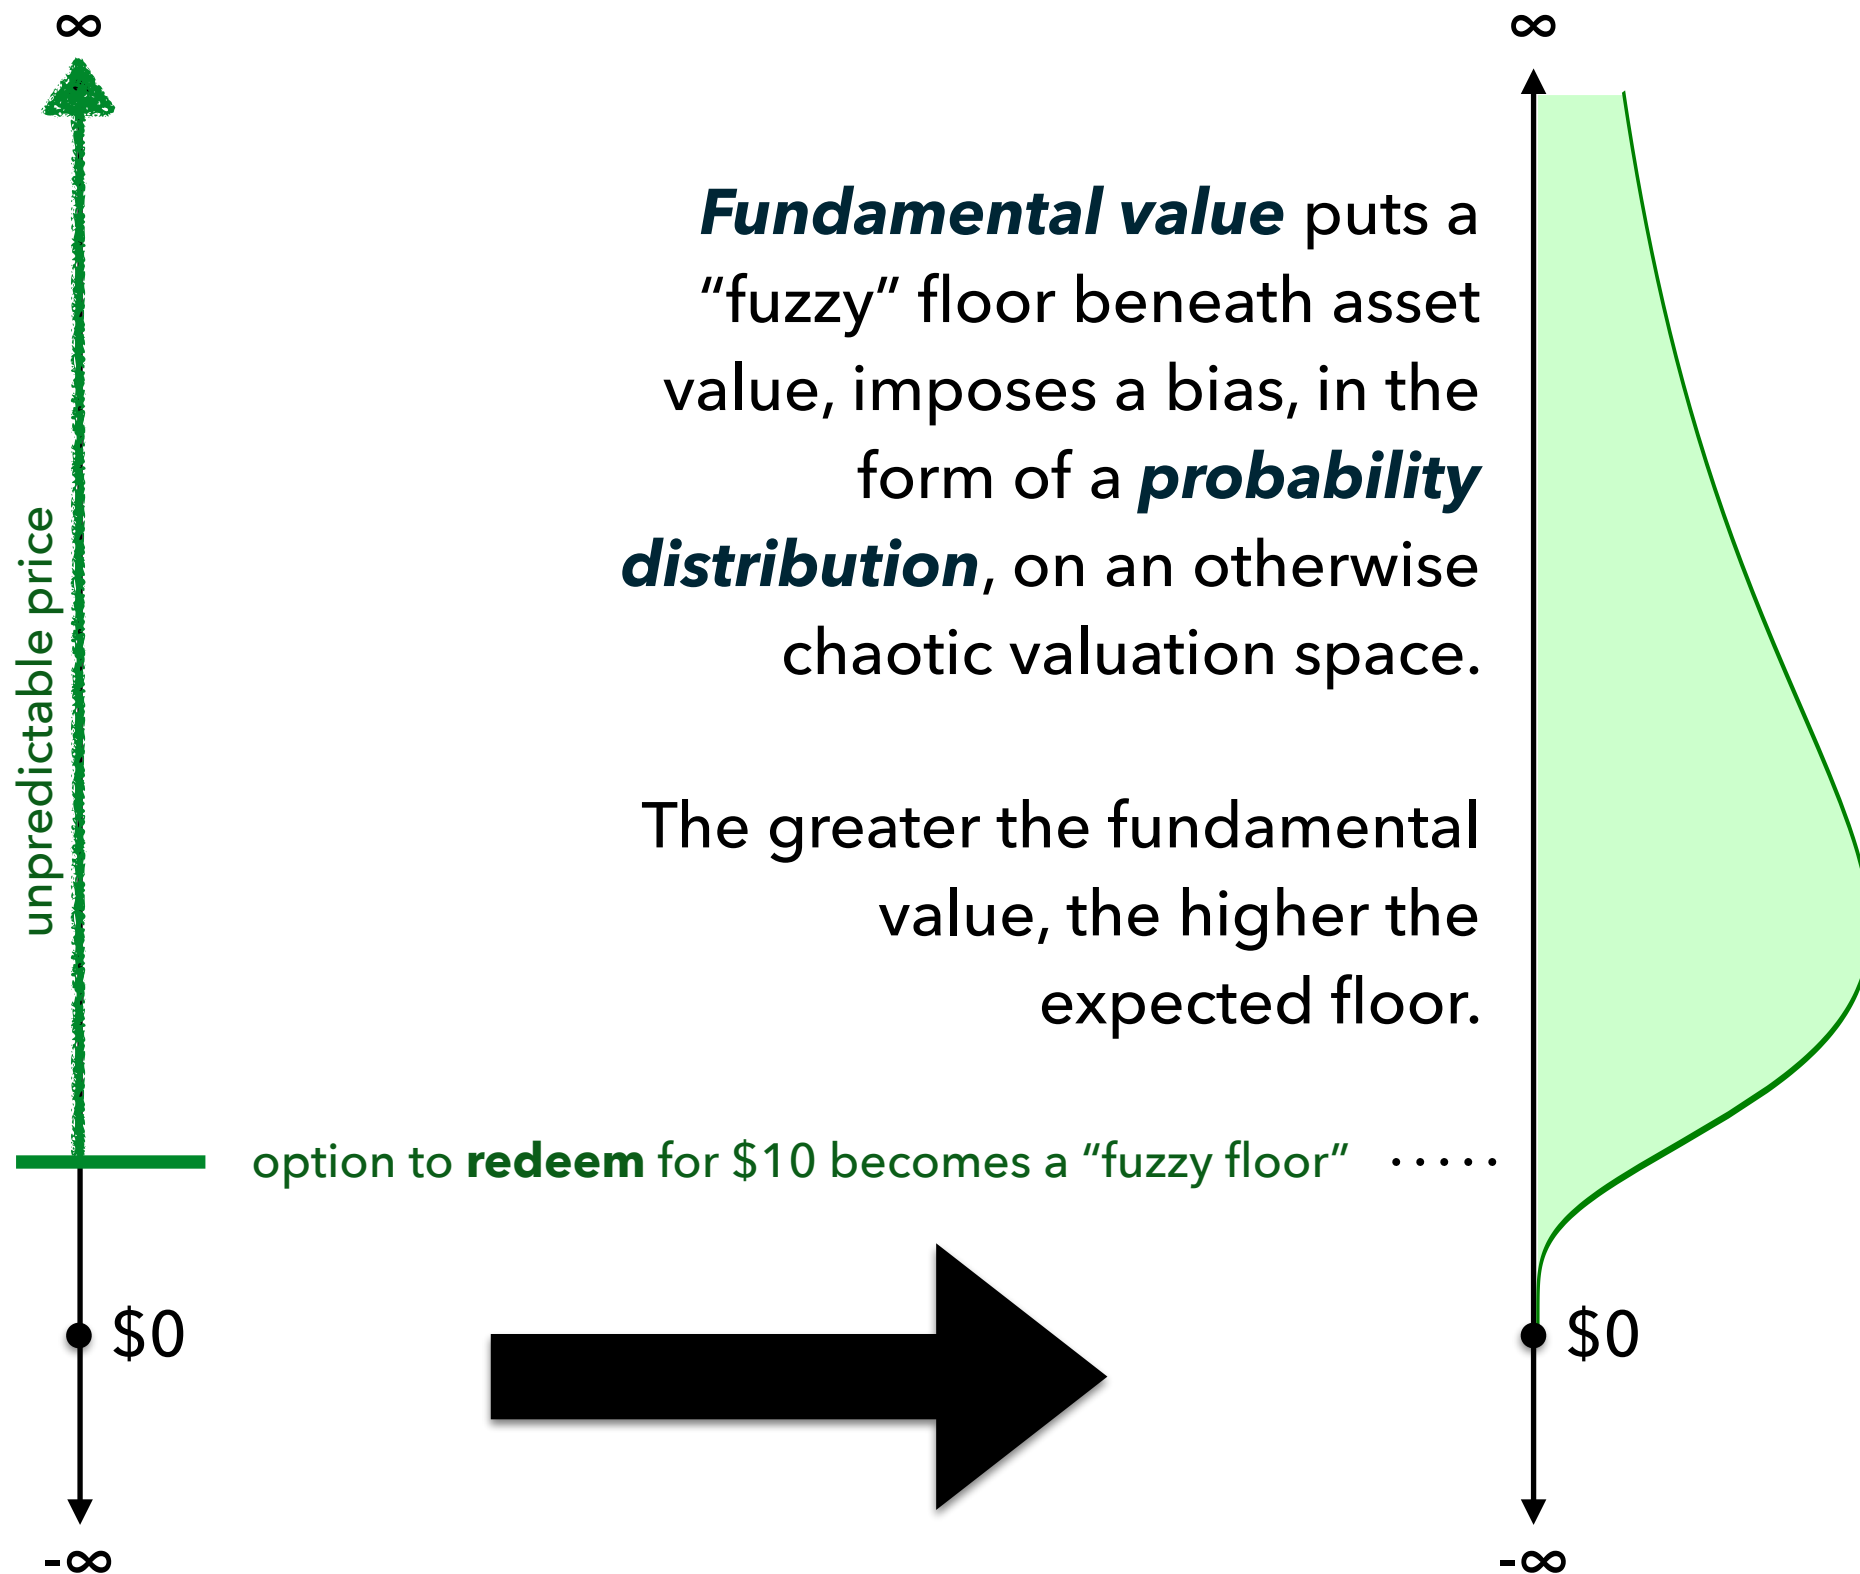 ∞
∞
Fundamental value puts a
“fuzzy” floor beneath asset
value, imposes a bias, in the
form of a probability
distribution, on an otherwise
chaotic valuation space.
The greater the fundamental
value, the higher the
expected floor.
unpredictable price
option to redeem for $10 becomes a “fuzzy floor” .....
$0
$0
-∞
-∞